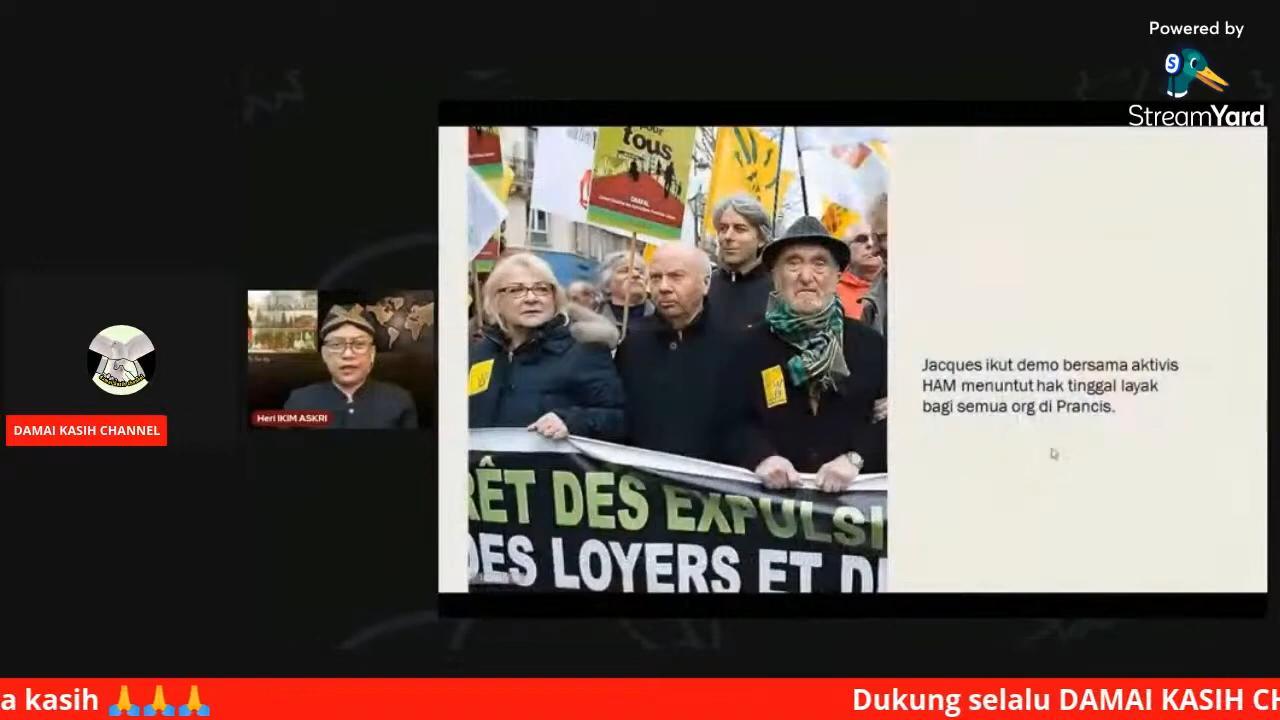 Powered by
StreamYard
pour
tous
Jacques ikut demo bersama aktivis
HAM menuntut hak tinggal layak
bagi semua org di Prancis.
Heri IKIM ASKRI
DAMAI KASIH CHANNEL
RÊT DES EXPULSI
DES LOYERS ET D
a kasih 🙏🙏🙏
Dukung selalu DAMAI KASIH CH